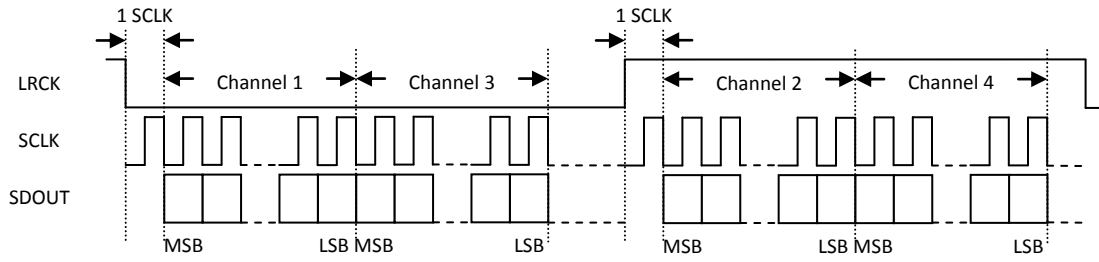 1 SCLK 1 SCLK
LRCK Channel 1 Channel 3 Channel 2 Channel 4
SCLK
SDOUT
MSB LSB MSB LSB MSB LSB MSB LSB